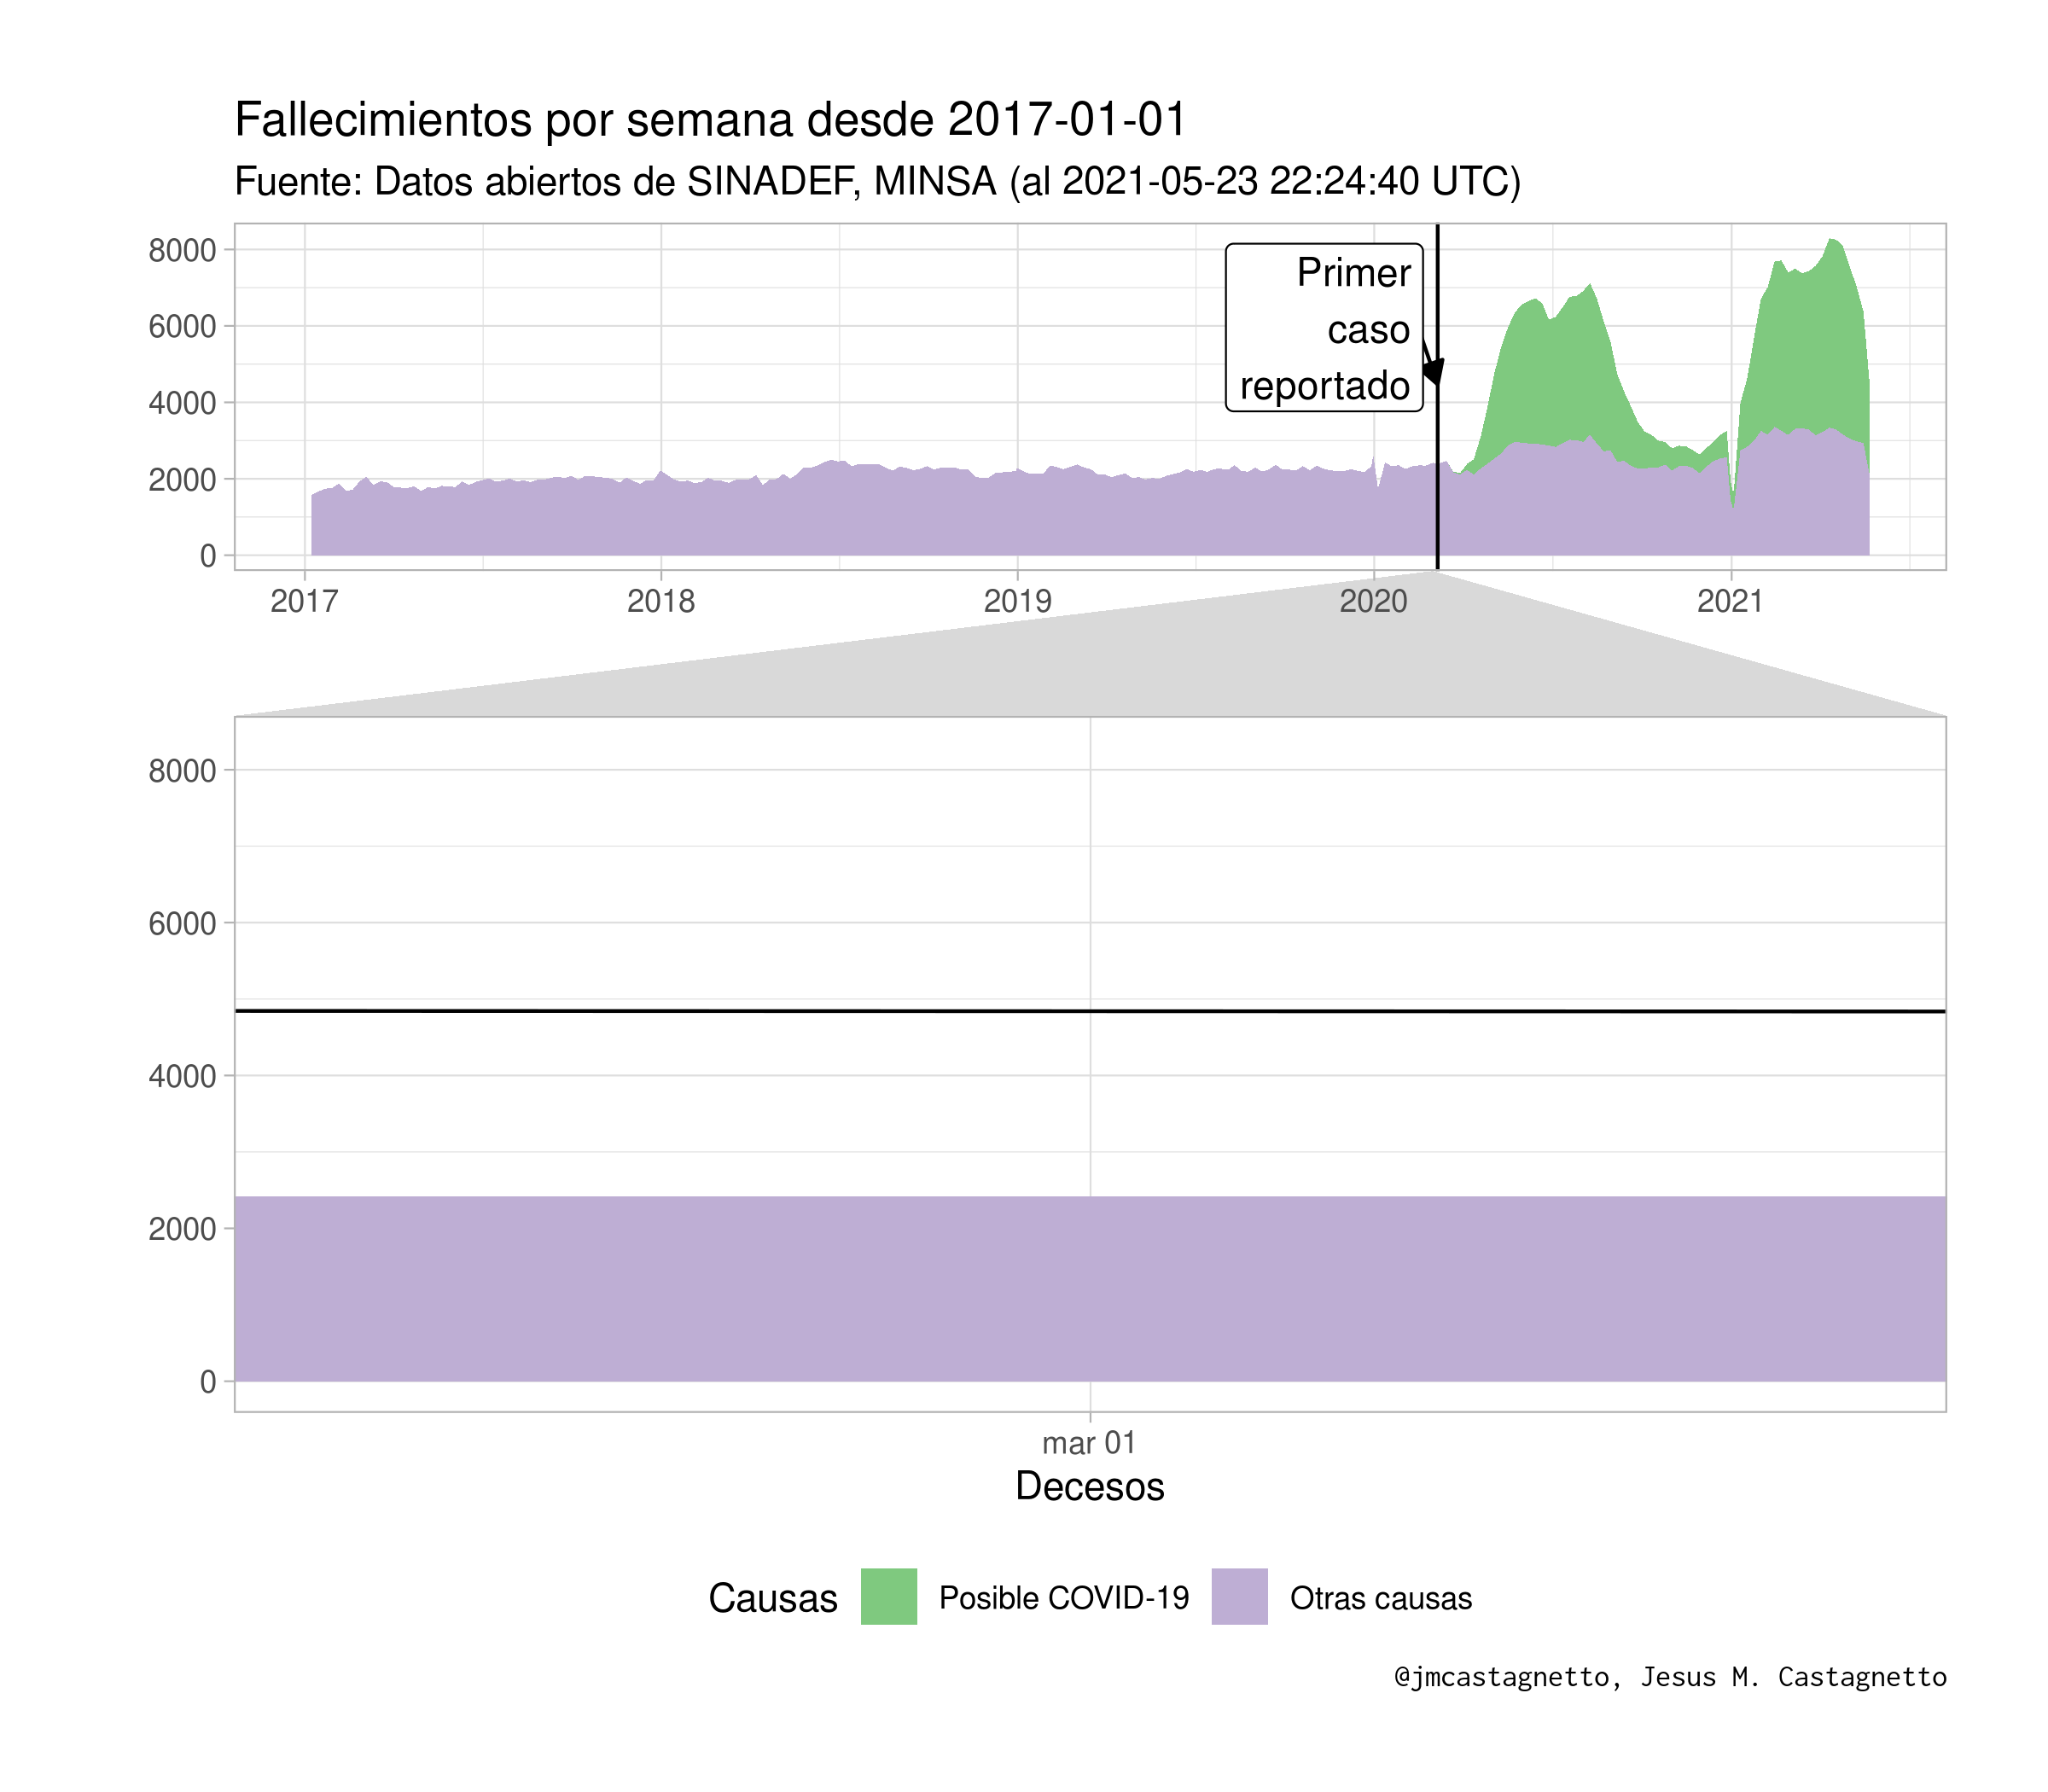 Fallecimientos por semana desde 2017-01-01
Fuente: Datos abiertos de SINADEF, MINSA (al 2021-05-23 22:24:40 UTC)
8000
6000
4000
2000
0
Primer
caso
reportado
2017
2018
2019
2020
2021
8000
6000
4000
2000
0
mar 01
Decesos
Causas
Posible COVID-19
Otras causas
@jmcastagnetto, Jesus M. Castagnetto